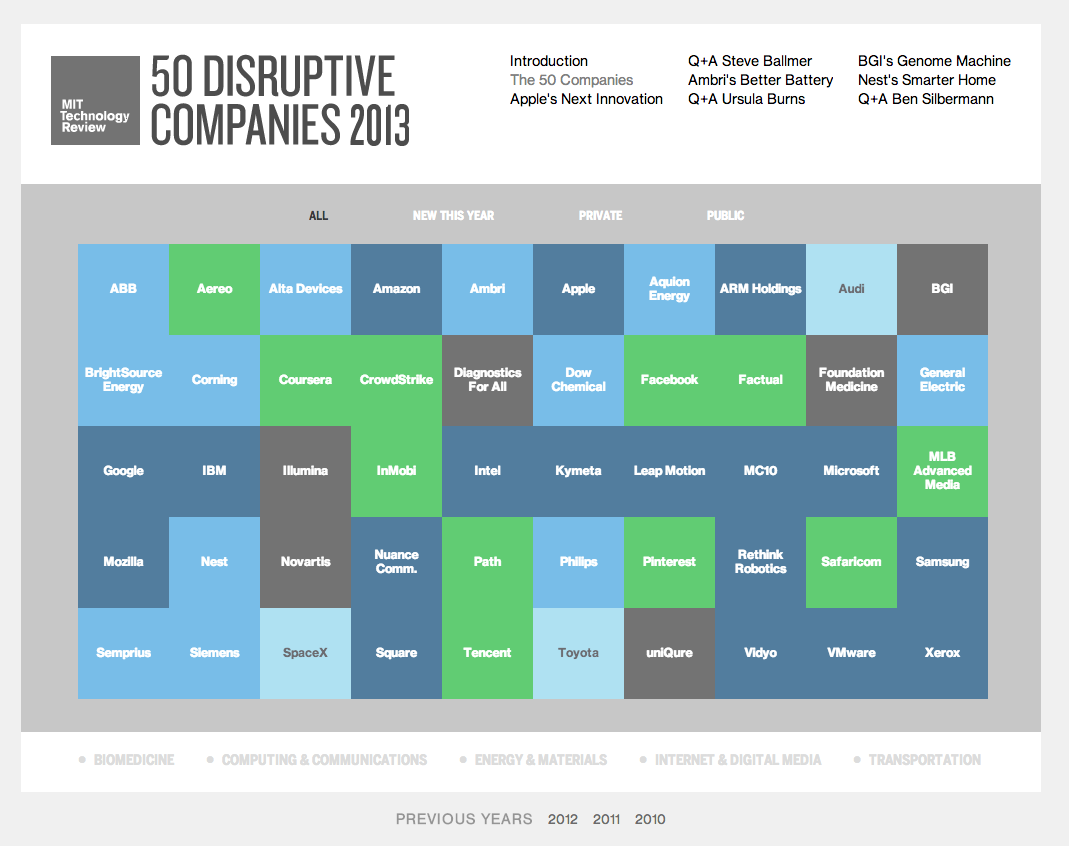 MIT
Technology
Review
50 DISRUPTIVE
COMPANIES 2013
Introduction
The 50 Companies
Apple's Next Innovation
Q+A Steve Ballmer
Ambri's Better Battery
Q+A Ursula Burns
BGI's Genome Machine
Nest's Smarter Home
Q+A Ben Silbermann
ALL NEW THIS YEAR PRIVATE PUBLIC
ABB
Aereo
Alta Devices
Amazon
Ambri
Apple
Aquion
Energy
ARM Holdings
Audi
BGI
BrightSource
Energy
Corning
Coursera
CrowdStrike
Diagnostics
For All
Dow
Chemical
Facebook
Factual
Foundation
Medicine
General
Electric
Google
IBM
Illumina
InMobi
Intel
Kymeta
Leap Motion
MC10
Microsoft
MLB
Advanced
Media
Mozilla
Nest
Novartis
Nuance
Comm.
Path
Philips
Pinterest
Rethink
Robotics
Safaricom
Samsung
Semprius
Siemens
SpaceX
Square
Tencent
Toyota
uniQure
Vidyo
VMware
Xerox
• BIOMEDICINE • COMPUTING & COMMUNICATIONS • ENERGY & MATERIALS • INTERNET & DIGITAL MEDIA • TRANSPORTATION
PREVIOUS YEARS 2012 2011 2010